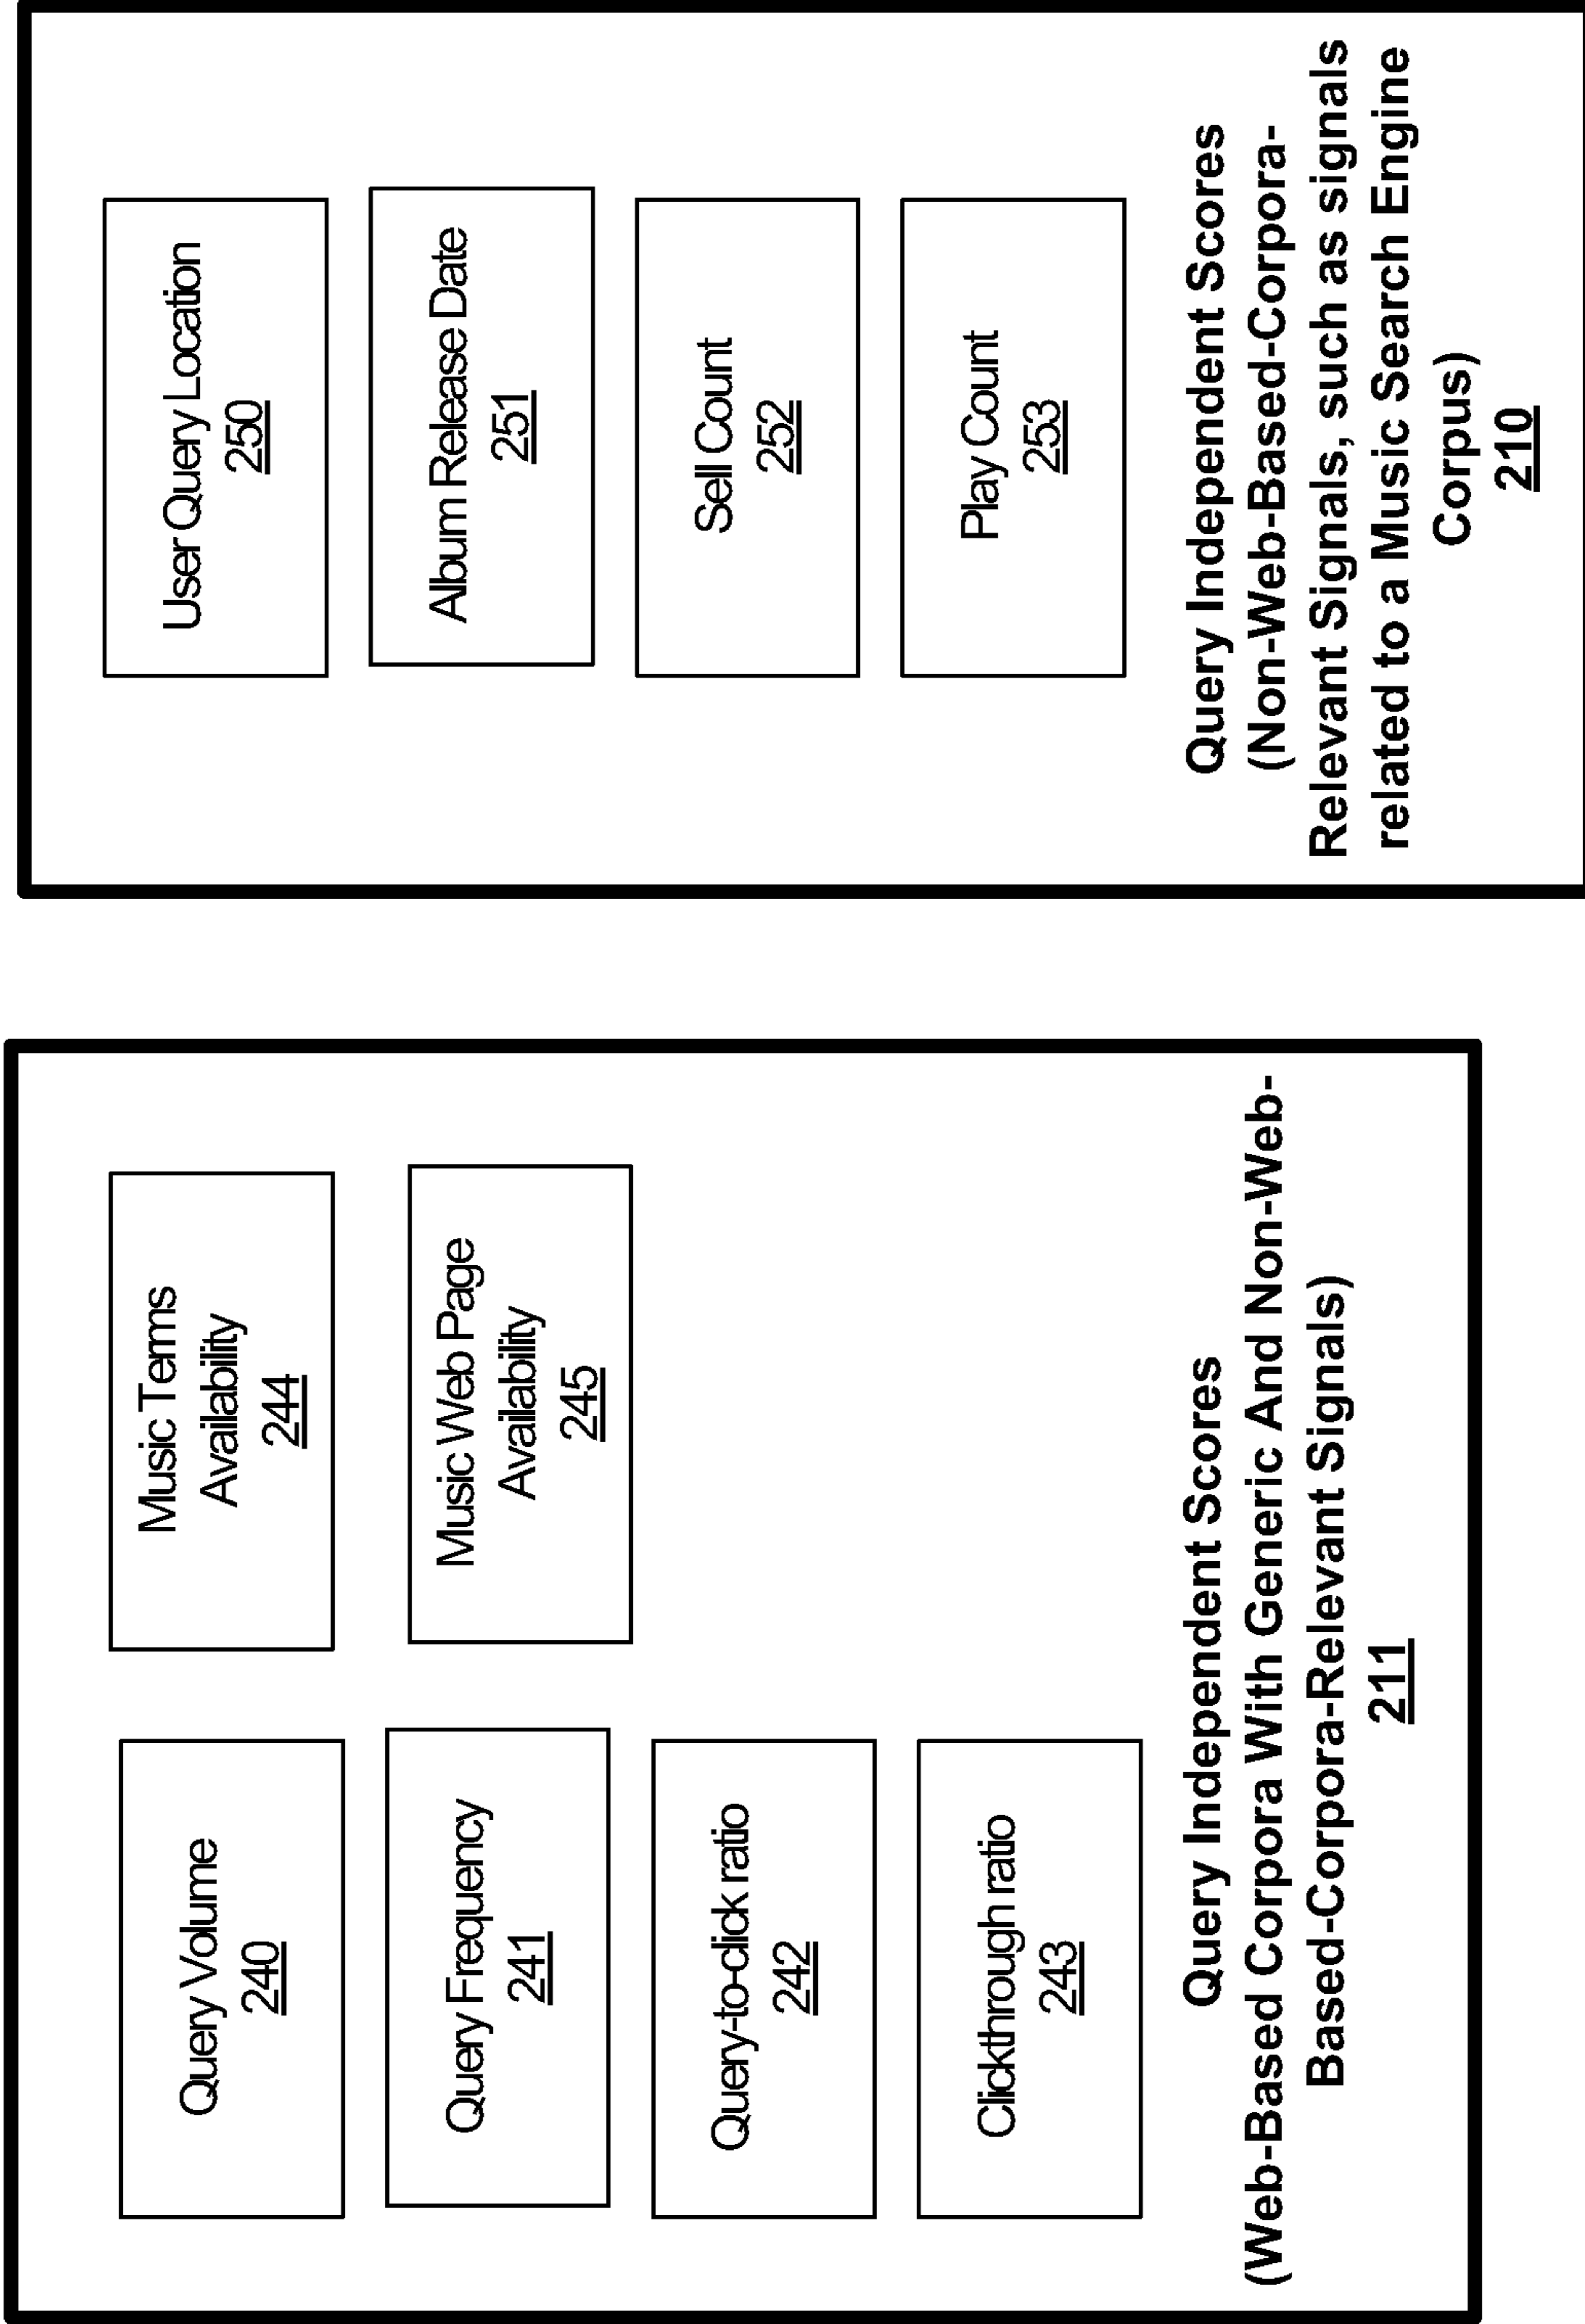 Query Volume
240
Query Frequency
241
Query-to-click ratio
242
Clickthrough ratio
243
Music Terms
Availability
244
Music Web Page
Availability
245
Query Independent Scores
(Web-Based Corpora With Generic And Non-Web-
Based-Corpora-Relevant Signals)
211
User Query Location
250
Album Release Date
251
Sell Count
252
Play Count
253
Query Independent Scores
(Non-Web-Based-Corpora-
Relevant Signals, such as signals
related to a Music Search Engine
Corpus)
210